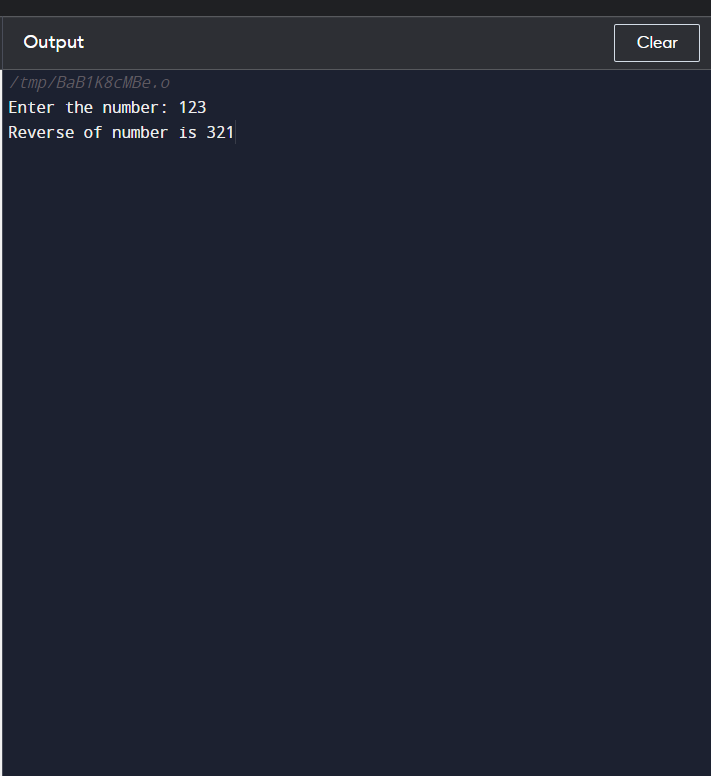 Output
Clear
/tmp/BaB1K8cMBe.o
Enter the number: 123
Reverse of number is 321